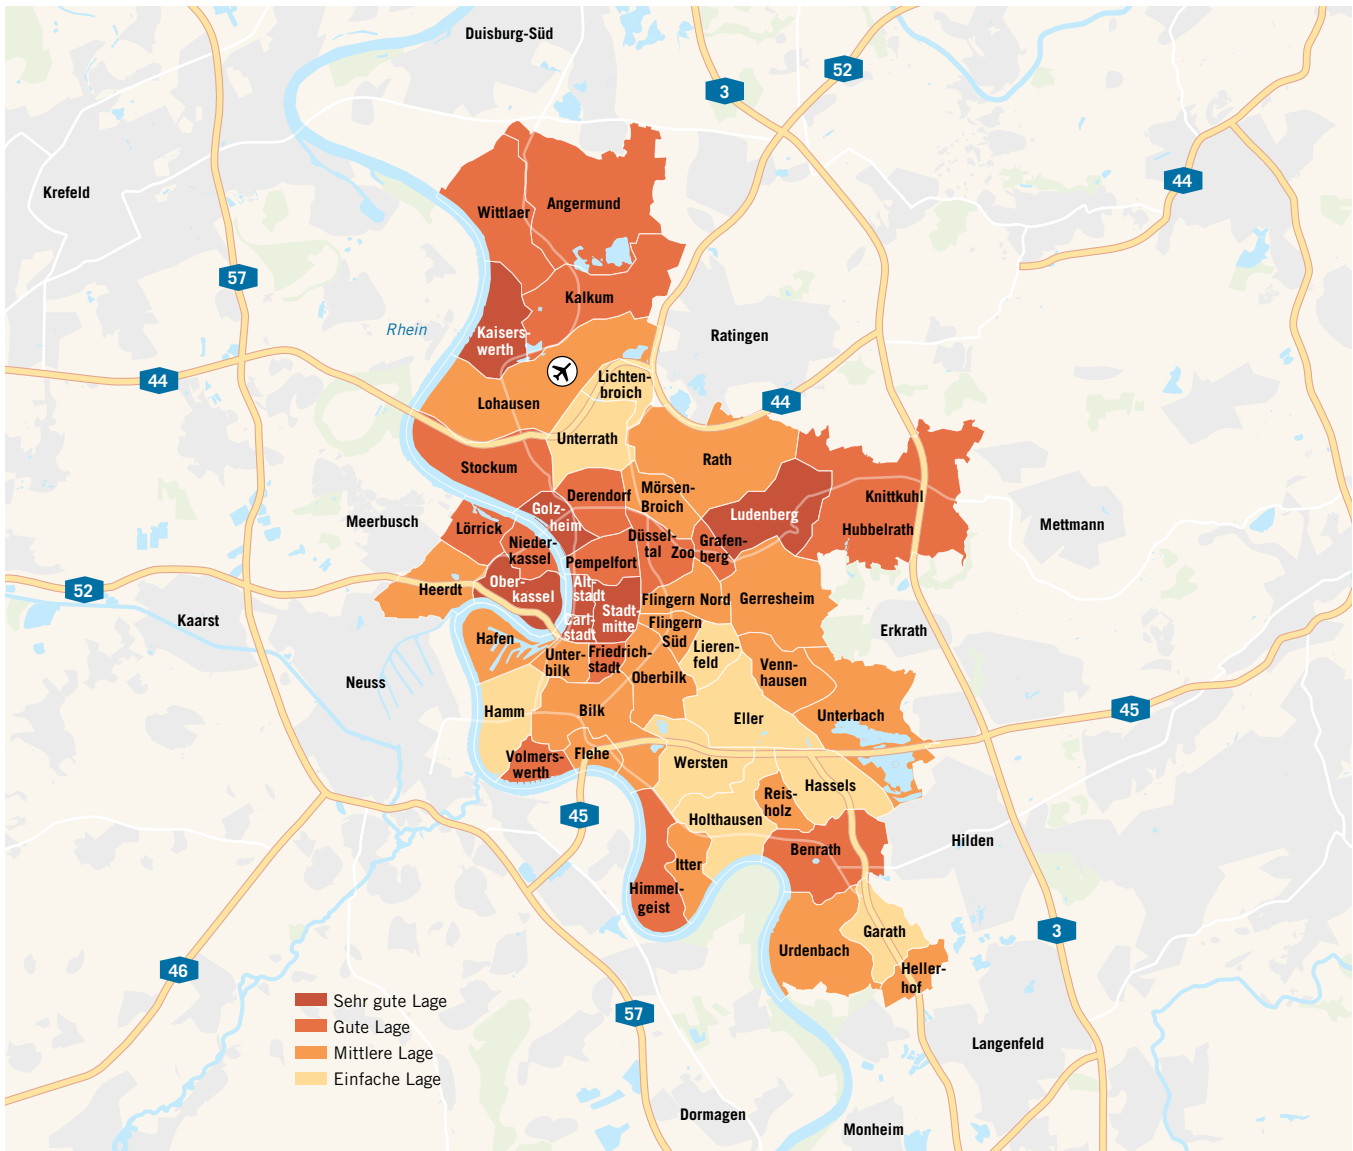 Duisburg-Süd
52
3
44
Krefeld
Wittlaer
Angermund
57
Kalkum
Rhein
Kaisers-
werth
Ratingen
44
Lichten-
broich
44
Lohausen
Unterrath
Rath
Stockum
Derendorf
Mörsen-
Broich
Knittkuhl
Golz-
heim
Ludenberg
Meerbusch
Lörrick
Hubbelrath
Mettmann
Nieder-
kassel
Düssel-
tal
Zoo
Grafen-
berg
Pempelfort
52
Heerdt
Ober-
kassel
Alt-
stadt
Flingern Nord
Gerresheim
Kaarst
Stadt-
mitte
Carl-
stadt
Flingern
Süd
Erkrath
Hafen
Unter-
bilk
Friedrich-
stadt
Lieren-
feld
Venn-
hausen
Neuss
Oberbilk
Hamm
Bilk
Eller
Unterbach
45
Volmers-
werth
Flehe
Wersten
Hassels
Reis-
holz
45
Holthausen
Hilden
Benrath
Itter
Himmel-
geist
Garath
3
Urdenbach
Heller-
hof
46
Sehr gute Lage
Gute Lage
Mittlere Lage
Einfache Lage
57
Langenfeld
Dormagen
Monheim